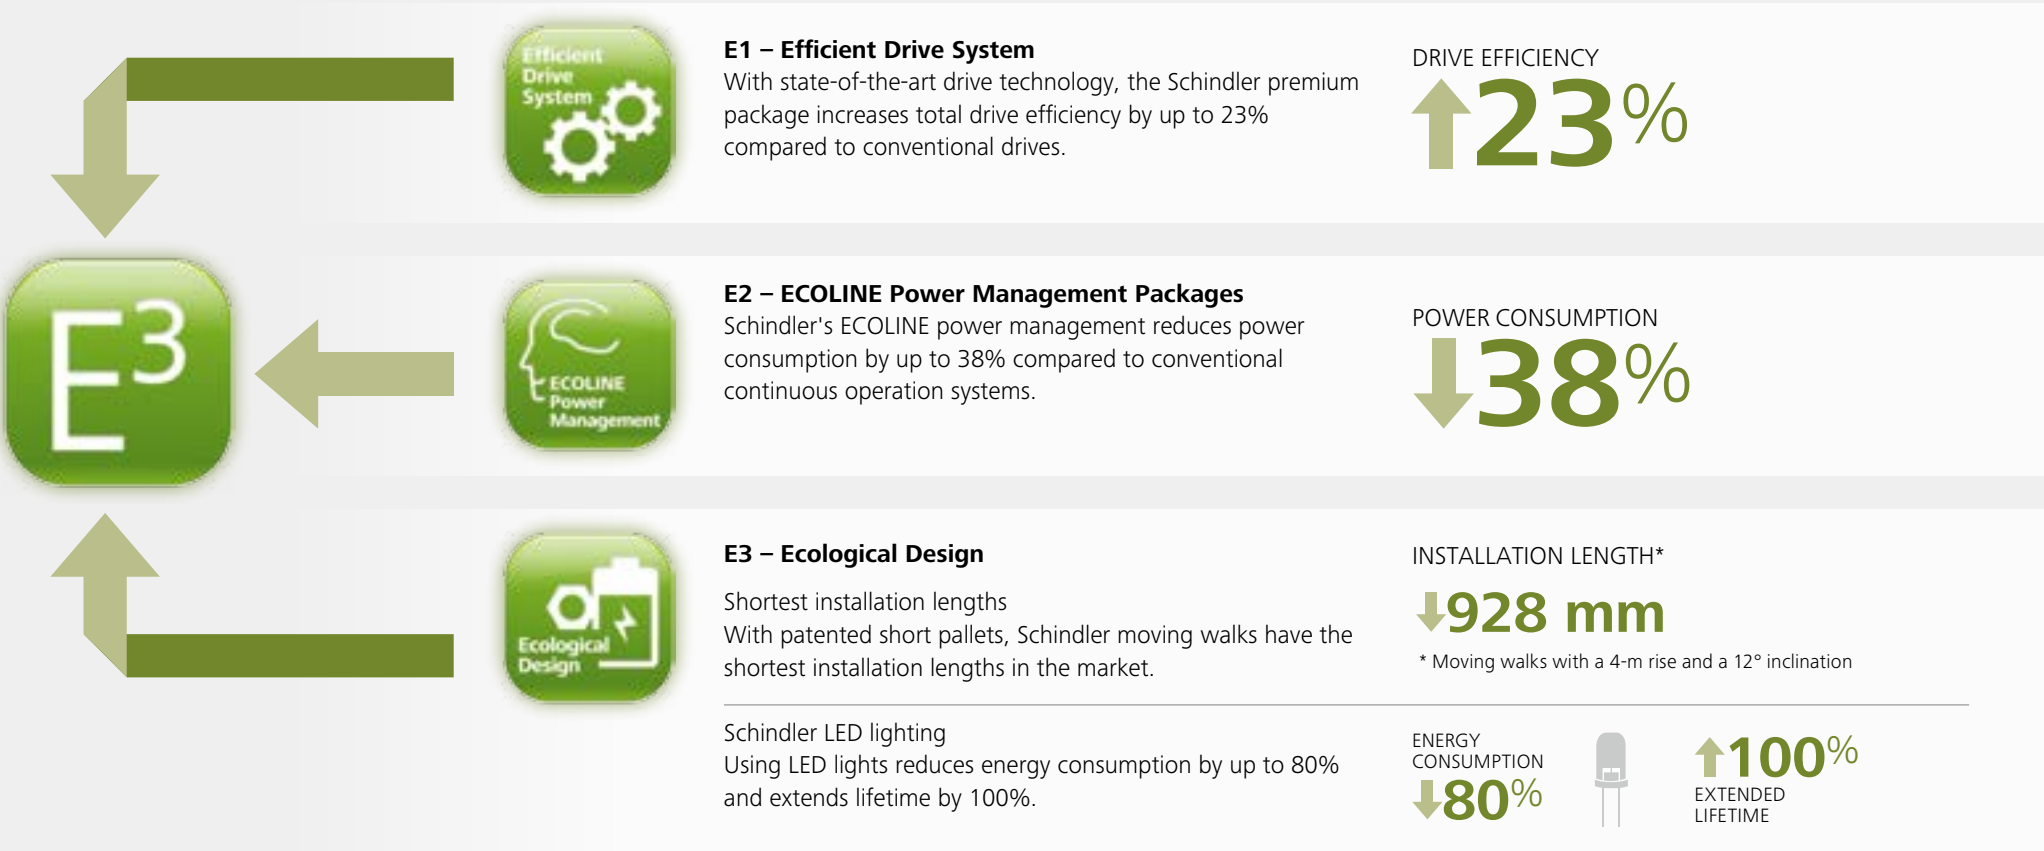 Efficient
Drive
System
E1 – Efficient Drive System
With state-of-the-art drive technology, the Schindler premium
package increases total drive efficiency by up to 23%
compared to conventional drives.
DRIVE EFFICIENCY
23%
E³
ECOLINE
Power
Management
E2 – ECOLINE Power Management Packages
Schindler's ECOLINE power management reduces power
consumption by up to 38% compared to conventional
continuous operation systems.
POWER CONSUMPTION
38%
Ecological
Design
E3 – Ecological Design
Shortest installation lengths
With patented short pallets, Schindler moving walks have the
shortest installation lengths in the market.
INSTALLATION LENGTH*
928 mm
* Moving walks with a 4-m rise and a 12° inclination
Schindler LED lighting
Using LED lights reduces energy consumption by up to 80%
and extends lifetime by 100%.
ENERGY
CONSUMPTION
80%
100%
EXTENDED
LIFETIME